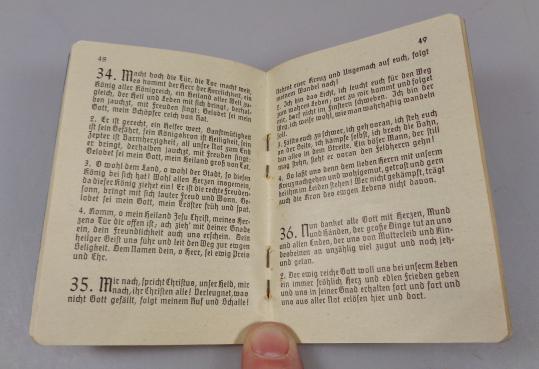 48
34. Macht hoch die Tür, die Tor macht weit,
es kommt der Herr der Herrlichkeit, ein
König aller Königreich, ein Heiland aller Welt zu-
gleich, der Heil und Leben mit sich bringt, derhal-
ben jauchzt, mit Freuden singt: Gelobet sei mein
Gott, mein Schöpfer reich von Rat.
2. Er ist gerecht, ein Helfer wert, Sanftmütigkeit
ist sein Gefährt, sein Königskron ist Heiligkeit, sein
Zepter ist Barmherzigkeit, all unsre Not zum End
er bringt, derhalben jauchzt, mit Freuden singt:
Gelobet sei mein Gott, mein Heiland groß von Tat.
3. O wohl dem Land, o wohl der Stadt, so diesen
König bei sich hat! Wohl allen Herzen insgemein,
da dieser König ziehet ein! Er ist die rechte Freuden-
sonn, bringt mit sich lauter Freud und Wonn. Ge-
lobet sei mein Gott, mein Tröster früh und spat.
4. Komm, o mein Heiland Jesu Christ, meines Her-
zens Tür dir offen ist; ach zieh' mit deiner Gnade
ein, dein Freundlichkeit auch uns erschein. Dein
heilger Geist uns führ und leit den Weg zur ewgen
Seligkeit. Dem Namen dein, o Herr, sei ewig Preis
und Ehr.
35. Mir nach, spricht Christus, unser Held, mir
nach, ihr Christen alle! Verleugnet, was
nicht Gott gefällt, folgt meinem Ruf und Schalle!
49
Nehmt euer Kreuz und Ungemach auf euch, folgt
meinem Wandel nach!
2. Ich bin das Licht, ich leucht euch für den Weg
zum wahren Leben, wer zu mir kommt und folget
mir, darf nicht im Finstern schweben. Ich bin der
Weg, ich weise wohl, wie man wahrhaftig wandeln
soll.
3. Fällts euch zu schwer, ich geh voran, ich steh euch
an der Seite, ich kämpfe selbst, ich brech die Bahn,
bin alles in dem Streite. Ein böser Mann, der still
mag stehn, sieht er voran den Feldherrn gehn!
4. So laßt uns denn dem lieben Herrn mit unserm
Kreuz nachgehen und wohlgemut, getrost und gern
bei ihm im Leiden stehen! Wer nicht gekämpft, trägt
auch die Kron des ewgen Lebens nicht davon.
36. Nun danket alle Gott mit Herzen, Mund
und Händen, der große Dinge tut an uns
und allen Enden, der uns von Mutterleib und Kin-
desbeinen an unzählig viel zugut und noch jetz-
und getan.
2. Der ewig reiche Gott woll uns bei unserm Leben
ein immer fröhlich Herz und edlen Frieden geben
und uns in seiner Gnad erhalten fort und fort und
uns aus aller Not erlösen hier und dort.